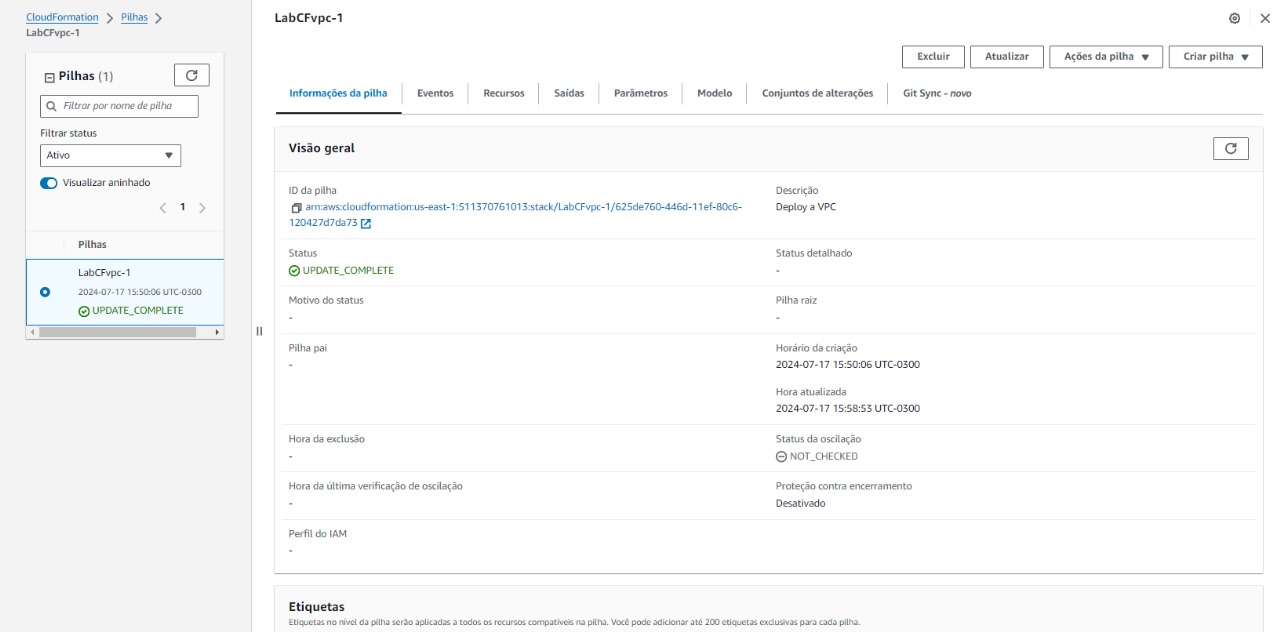 CloudFormation > Pilhas >
LabCFvpc-1
Pilhas (1)
Filtrar por nome de pilha
Filtrar status
Ativo
Visualizar aninhado
1
Pilhas
LabCFvpc-1
2024-07-17 15:50:06 UTC-0300
UPDATE_COMPLETE
LabCFvpc-1
Excluir Atualizar Ações da pilha Criar pilha
Informações da pilha Eventos Recursos Saídas Parâmetros Modelo Conjuntos de alterações Git Sync - novo
Visão geral
ID da pilha
arn:aws:cloudformation:us-east-1:511370761013:stack/LabCFvpc-1/625de760-446d-11ef-80c6-
120427d7da73
Descrição
Deploy a VPC
Status
UPDATE_COMPLETE
Status detalhado
-
Motivo do status
-
Pilha raiz
-
Pilha pai
-
Horário da criação
2024-07-17 15:50:06 UTC-0300
Hora atualizada
2024-07-17 15:58:53 UTC-0300
Hora da exclusão
-
Status da oscilação
NOT_CHECKED
Hora da última verificação de oscilação
-
Proteção contra encerramento
Desativado
Perfil do IAM
-
Etiquetas
Etiquetas no nível da pilha serão aplicadas a todos os recursos compatíveis na pilha. Você pode adicionar até 200 etiquetas exclusivas para cada pilha.